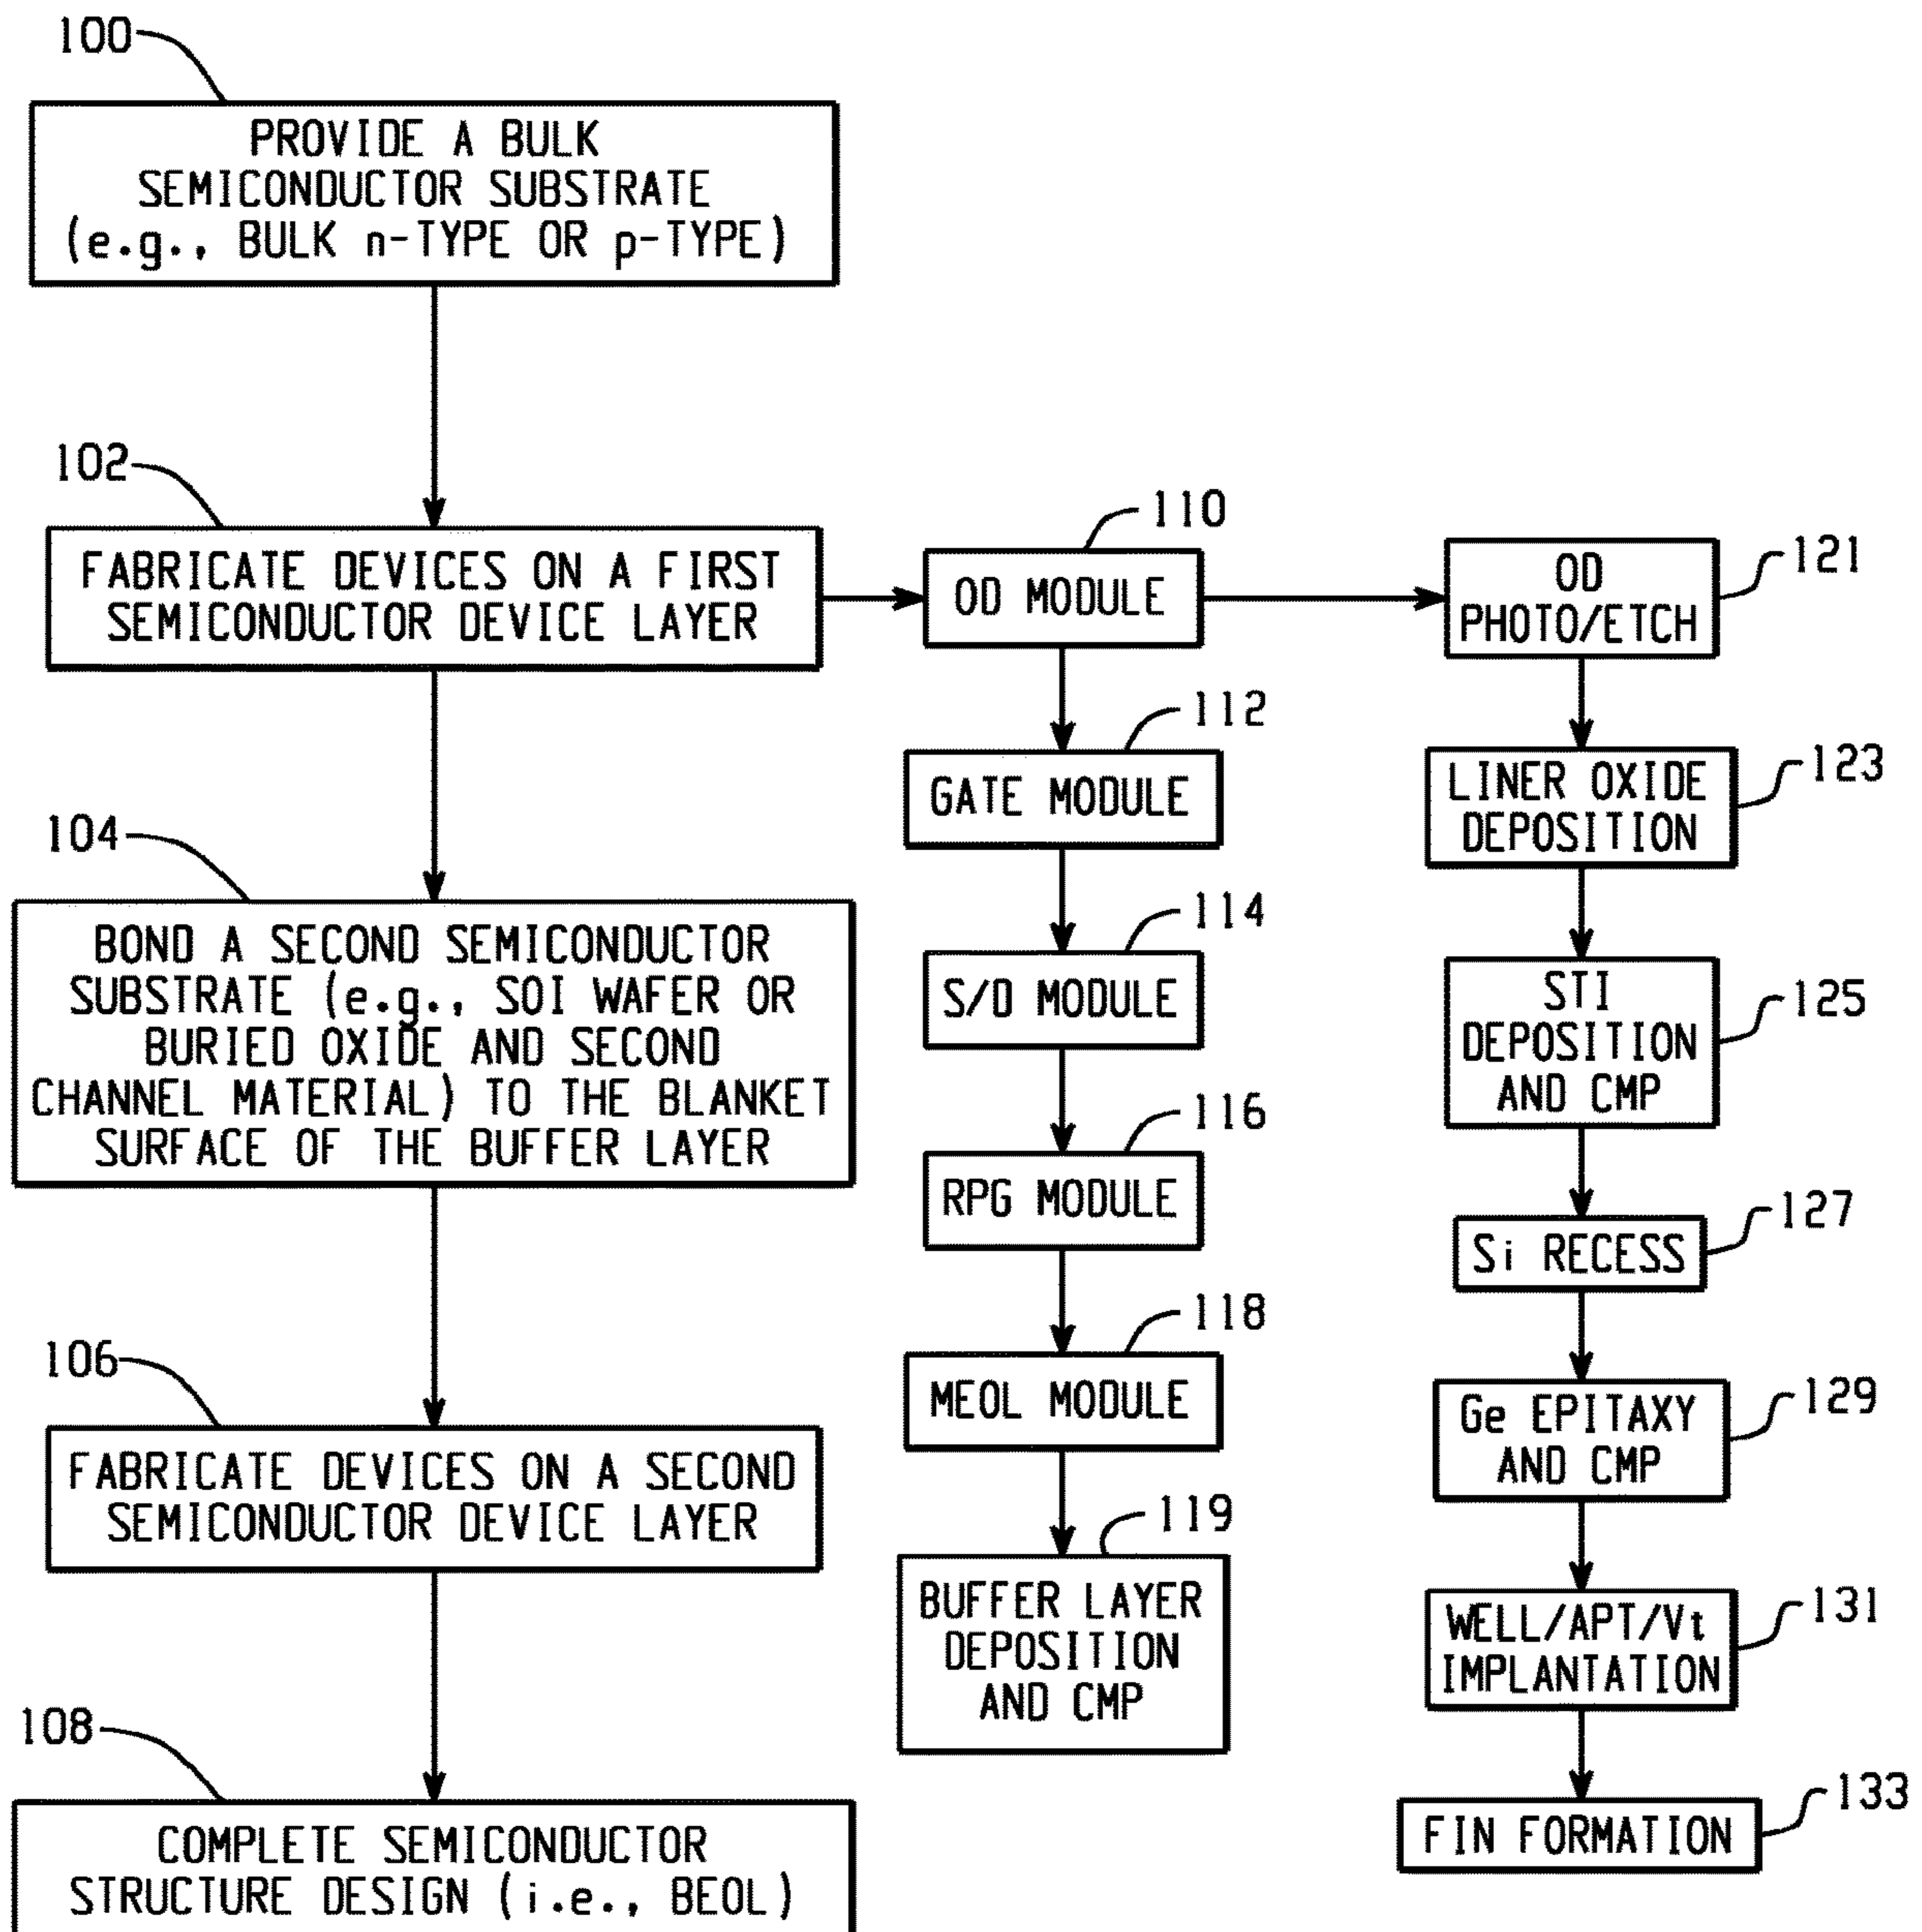 100
PROVIDE A BULK
SEMICONDUCTOR SUBSTRATE
(e.g., BULK n-TYPE OR p-TYPE)
102
FABRICATE DEVICES ON A FIRST
SEMICONDUCTOR DEVICE LAYER
104
BOND A SECOND SEMICONDUCTOR
SUBSTRATE (e.g., SOI WAFER OR
BURIED OXIDE AND SECOND
CHANNEL MATERIAL) TO THE BLANKET
SURFACE OF THE BUFFER LAYER
106
FABRICATE DEVICES ON A SECOND
SEMICONDUCTOR DEVICE LAYER
108
COMPLETE SEMICONDUCTOR
STRUCTURE DESIGN (i.e., BEOL)
110
OD MODULE
112
GATE MODULE
114
S/D MODULE
116
RPG MODULE
118
MEOL MODULE
119
BUFFER LAYER
DEPOSITION
AND CMP
121
OD
PHOTO/ETCH
123
LINER OXIDE
DEPOSITION
125
STI
DEPOSITION
AND CMP
127
Si RECESS
129
Ge EPITAXY
AND CMP
131
WELL/APT/Vt
IMPLANTATION
133
FIN FORMATION